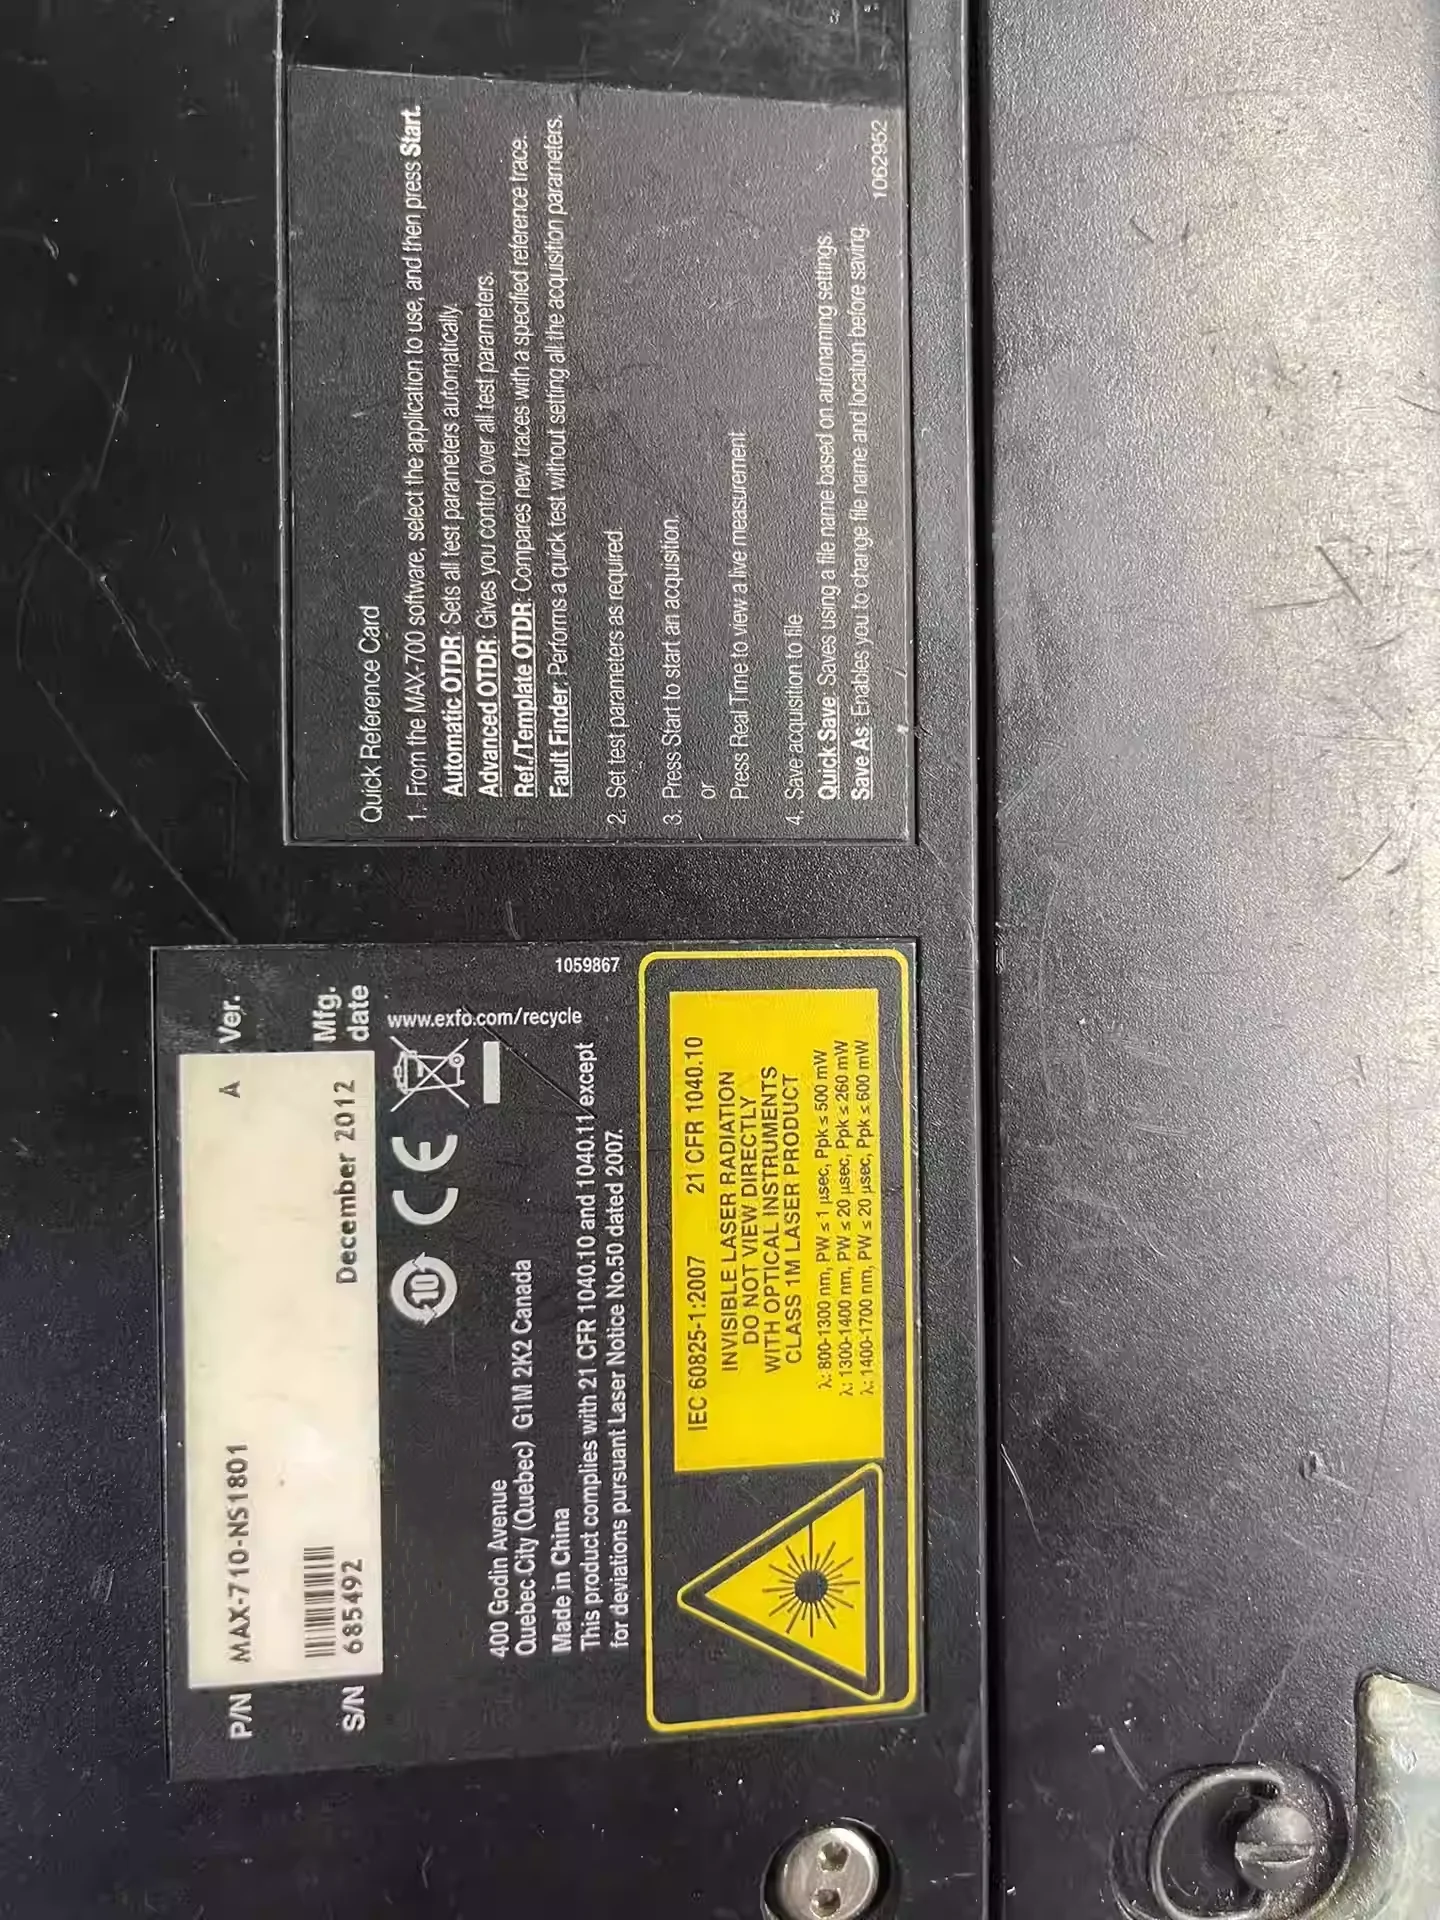 P/N MAX-710-NS1801 A Ver.
S/N 685492 December 2012 Mfg. date
10 CE
www.exfo.com/recycle
400 Godin Avenue
Quebec City (Quebec) G1M 2K2 Canada
Made in China
This product complies with 21 CFR 1040.10 and 1040.11 except
for deviations pursuant Laser Notice No.50 dated 2007.
1059867
IEC 60825-1:2007 21 CFR 1040.10
INVISIBLE LASER RADIATION
DO NOT VIEW DIRECTLY
WITH OPTICAL INSTRUMENTS
CLASS 1M LASER PRODUCT
λ: 800-1300 nm, PW ≤ 1 µsec, Ppk ≤ 500 mW
λ: 1300-1400 nm, PW ≤ 20 µsec, Ppk ≤ 260 mW
λ: 1400-1700 nm, PW ≤ 20 µsec, Ppk ≤ 600 mW
Quick Reference Card
1. From the MAX-700 software, select the application to use, and then press Start.
Automatic OTDR: Sets all test parameters automatically.
Advanced OTDR: Gives you control over all test parameters.
Ref./Template OTDR: Compares new traces with a specified reference trace.
Fault Finder: Performs a quick test without setting all the acquisition parameters.
2. Set test parameters as required.
3. Press Start to start an acquisition.
or
Press Real Time to view a live measurement
4. Save acquisition to file
Quick Save: Saves using a file name based on autonaming settings.
Save As: Enables you to change file name and location before saving.
1062952